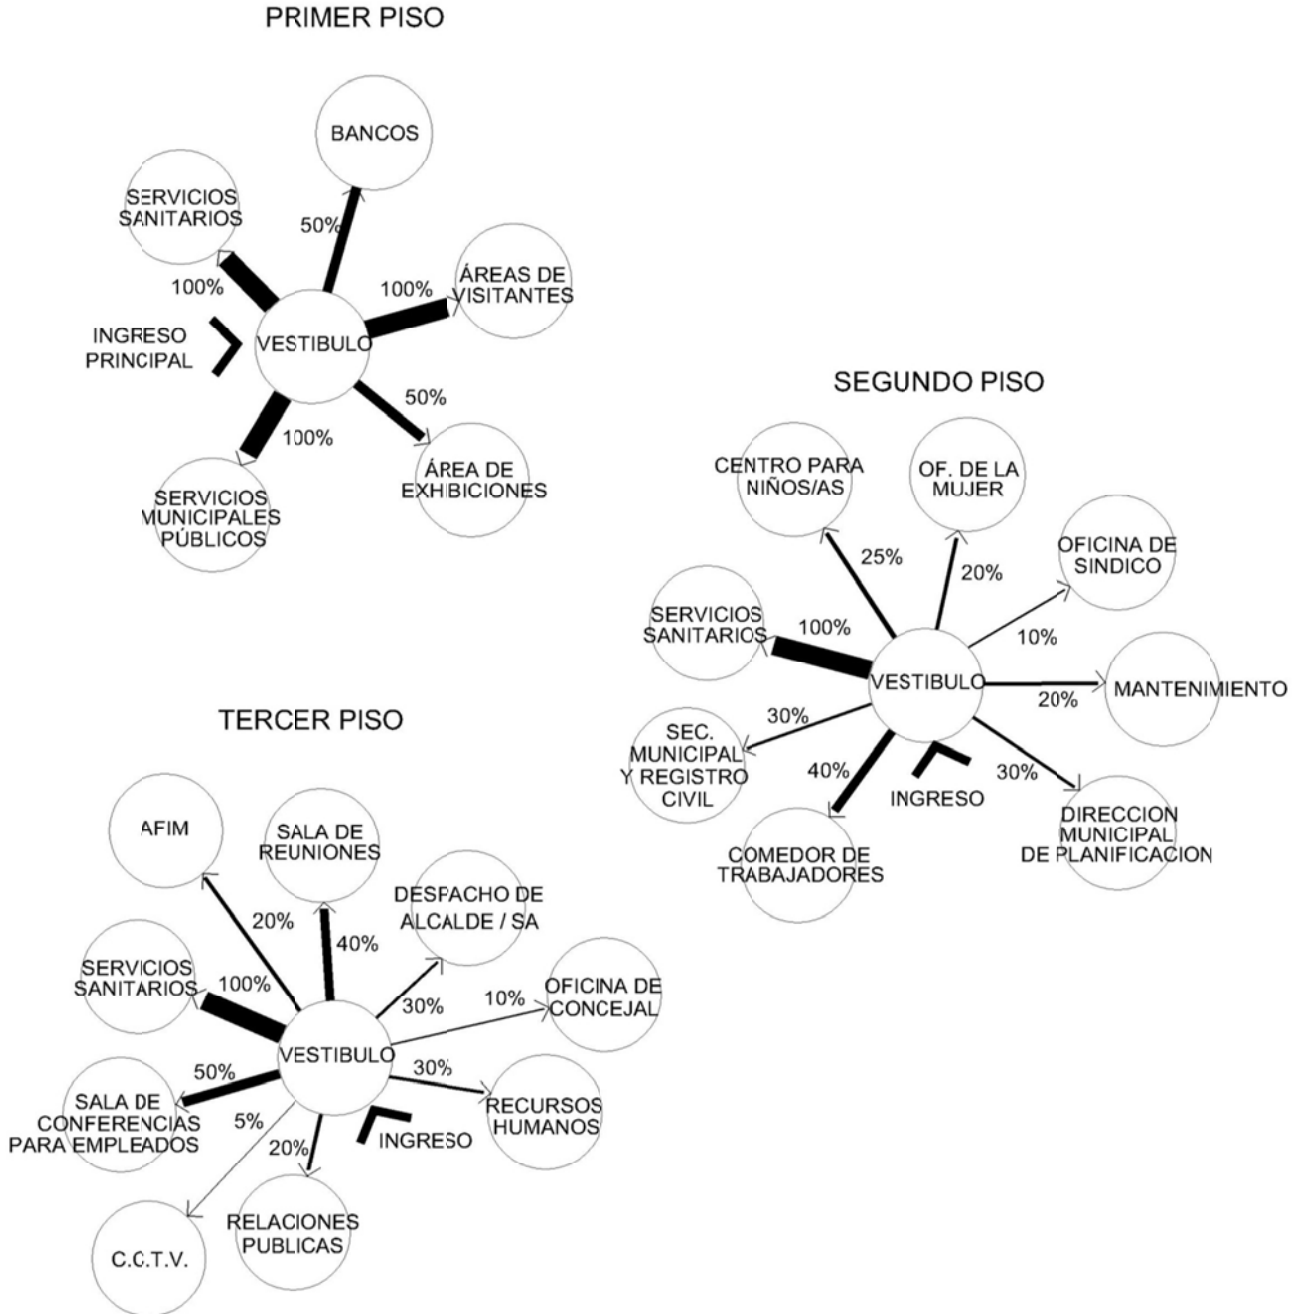 PRIMER PISO
BANCOS
SERVICIOS
SANITARIOS
50%
ÁREAS DE
VISITANTES
100%
100%
INGRESO
PRINCIPAL
VESTIBULO
50%
100%
ÁREA DE
EXHIBICIONES
SERVICIOS
MUNICIPALES
PÚBLICOS
SEGUNDO PISO
CENTRO PARA
NIÑOS/AS
OF. DE LA
MUJER
OFICINA DE
SINDICO
25%
20%
SERVICIOS
SANITARIOS
100%
10%
VESTIBULO
MANTENIMIENTO
20%
30%
SEC.
MUNICIPAL
Y REGISTRO
CIVIL
40%
INGRESO
30%
DIRECCION
MUNICIPAL
DE PLANIFICACION
COMEDOR DE
TRABAJADORES
TERCER PISO
AFIM
SALA DE
REUNIONES
DESPACHO DE
ALCALDE / SA
20%
40%
SERVICIOS
SANITARIOS
100%
30%
10%
OFICINA DE
CONCEJAL
VESTIBULO
50%
30%
SALA DE
CONFERENCIAS
PARA EMPLEADOS
5%
20%
INGRESO
RECURSOS
HUMANOS
C.C.T.V.
RELACIONES
PUBLICAS